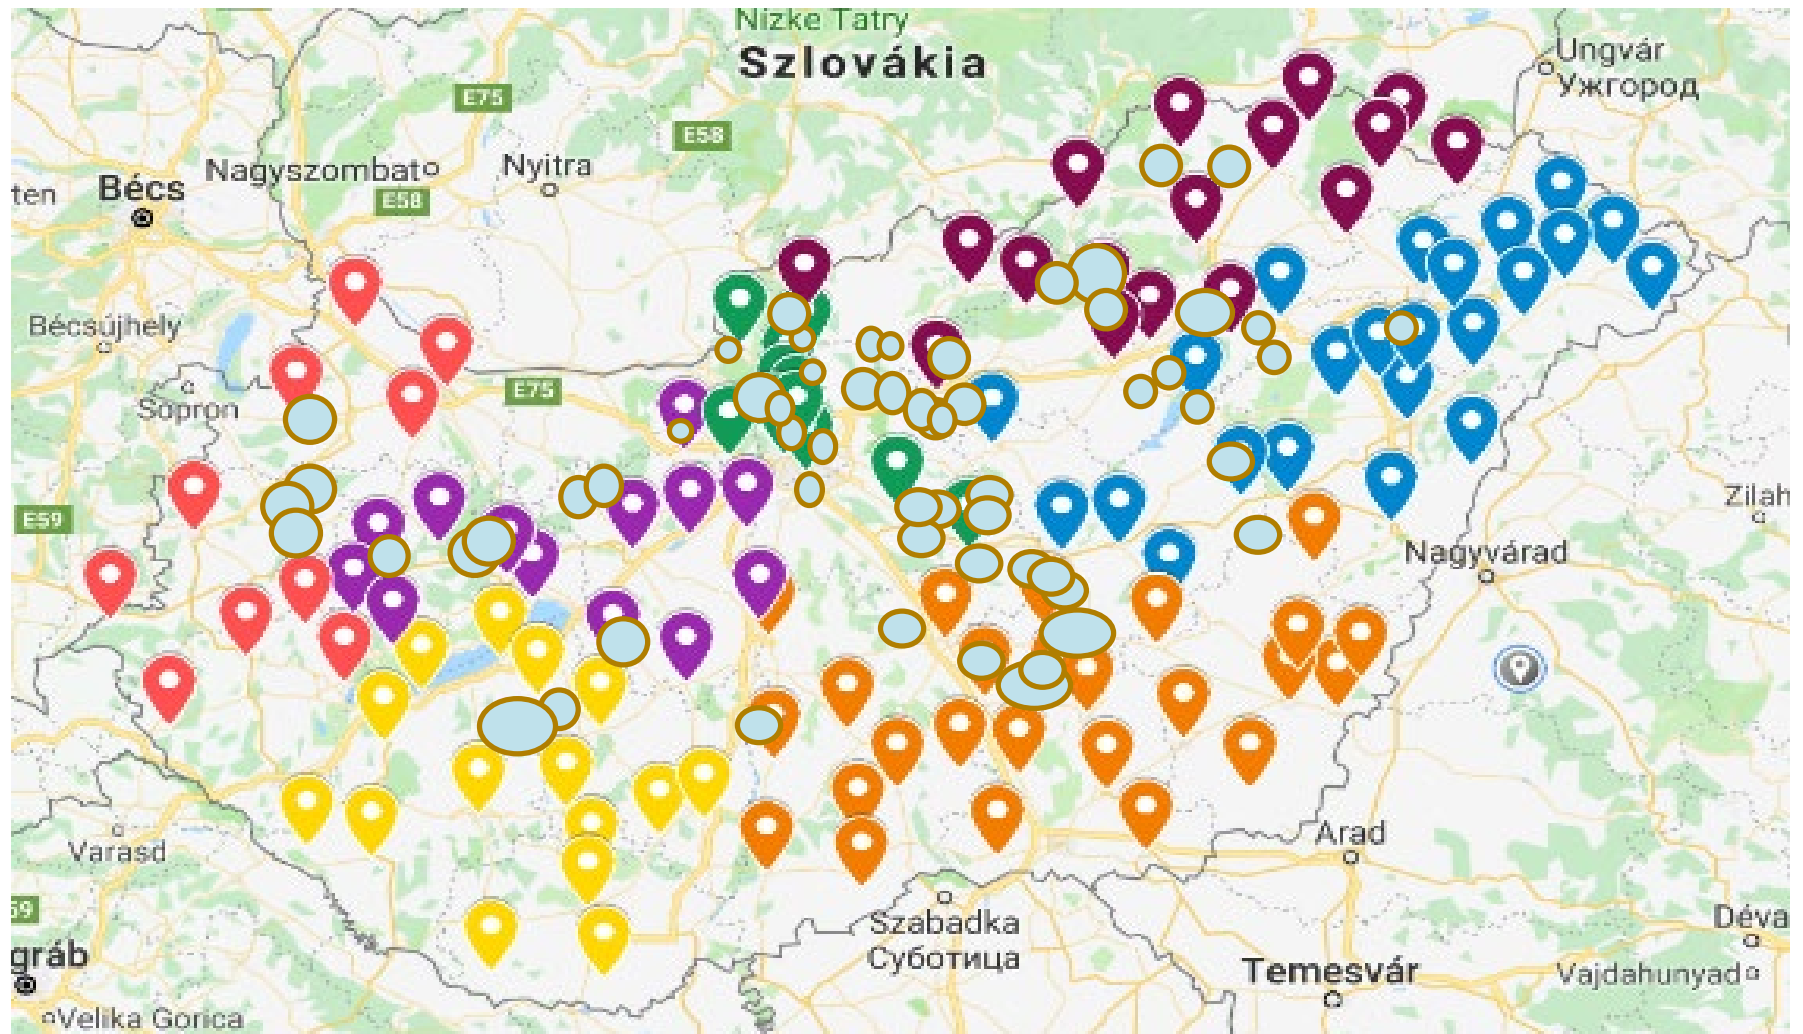 Nízke Tatry
Szlovákia
Ungvár
Ужгород
E75
E58
Nagyszombat
Nyitra
ten
Bécs
E58
Bécsújhely
E75
Sopron
E59
Zilah
Nagyvárad
Varasd
Arad
59
Szabadka
Суботица
Déva
gráb
Temesvár
Vajdahunyad
Velika Gorica